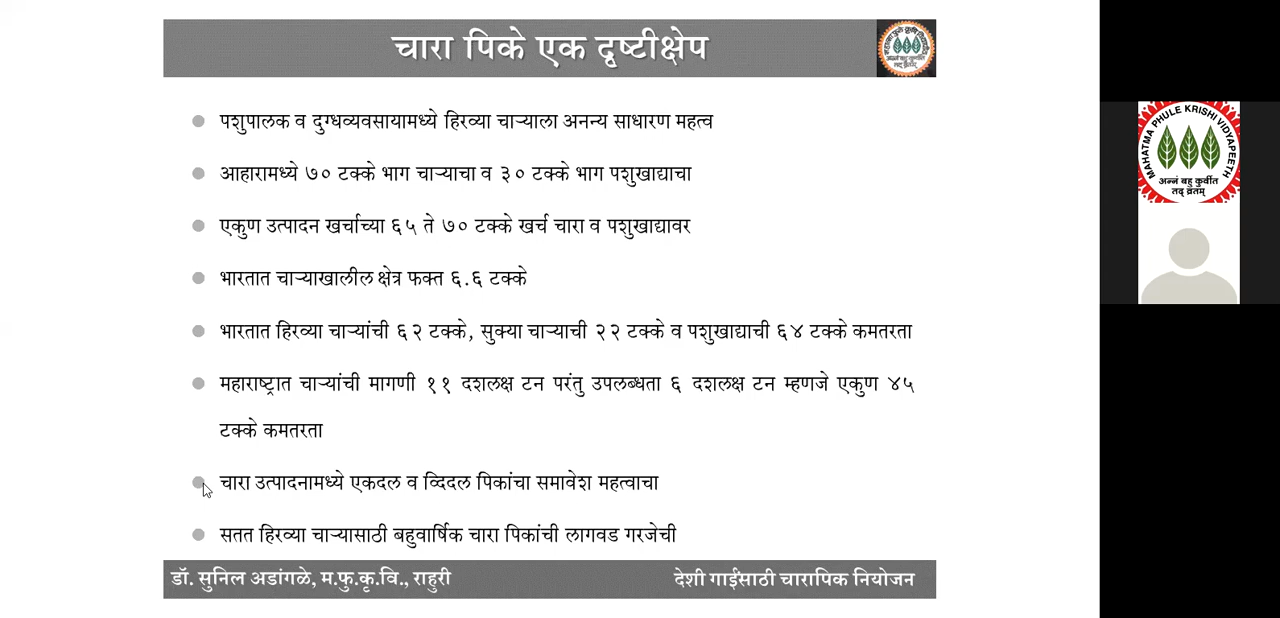 चारा पिके एक दृष्टीक्षेप
पशुपालक व दुग्धव्यवसायामध्ये हिरव्या चाऱ्याला अनन्य साधारण महत्व
आहारामध्ये ७० टक्के भाग चाऱ्याचा व ३० टक्के भाग पशुखाद्याचा
एकुण उत्पादन खर्चाच्या ६५ ते ७० टक्के खर्च चारा व पशुखाद्यावर
भारतात चाऱ्याखालील क्षेत्र फक्त ६.६ टक्के
भारतात हिरव्या चाऱ्यांची ६२ टक्के, सुक्या चाऱ्याची २२ टक्के व पशुखाद्याची ६४ टक्के कमतरता
महाराष्ट्रात चाऱ्यांची मागणी ११ दशलक्ष टन परंतु उपलब्धता ६ दशलक्ष टन म्हणजे एकुण ४५
टक्के कमतरता
चारा उत्पादनामध्ये एकदल व व्दिदल पिकांचा समावेश महत्वाचा
सतत हिरव्या चाऱ्यासाठी बहुवार्षिक चारा पिकांची लागवड गरजेची
डॉ. सुनिल अडांगळे, म.फु.कृ.वि., राहुरी
देशी गाईंसाठी चारापिक नियोजन
MAHATMA PHULE KRISHI VIDYAPEETH
अन्नं बहु कुर्वीत
तद् व्रतम्